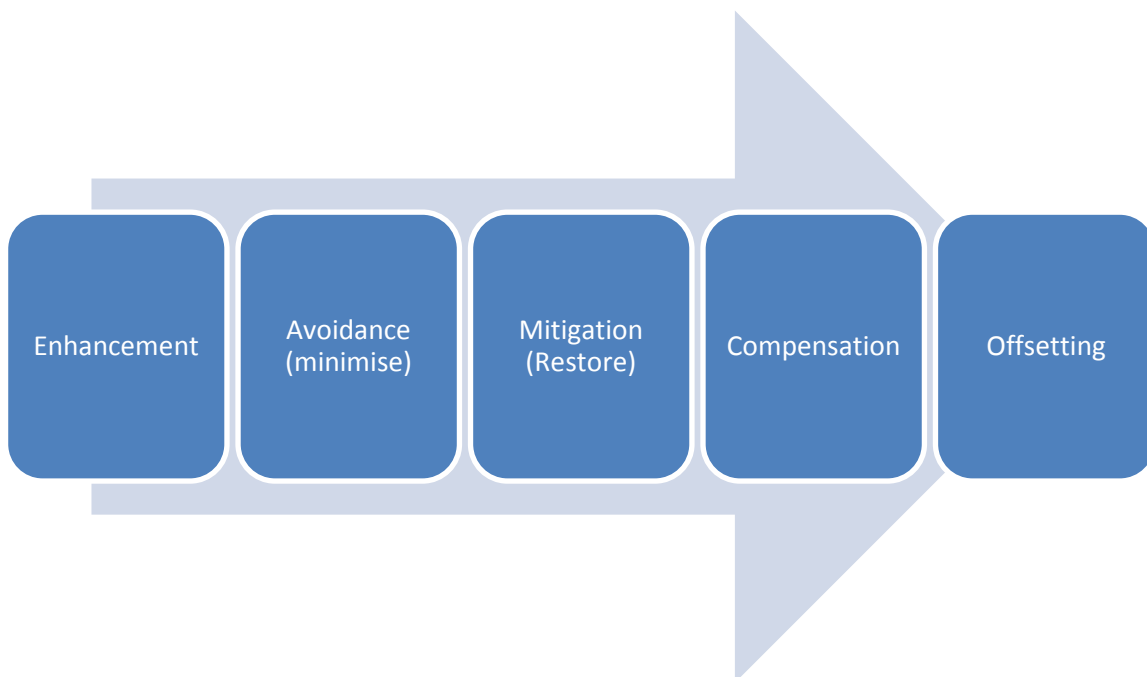 Enhancement
Avoidance
(minimise)
Mitigation
(Restore)
Compensation
Offsetting